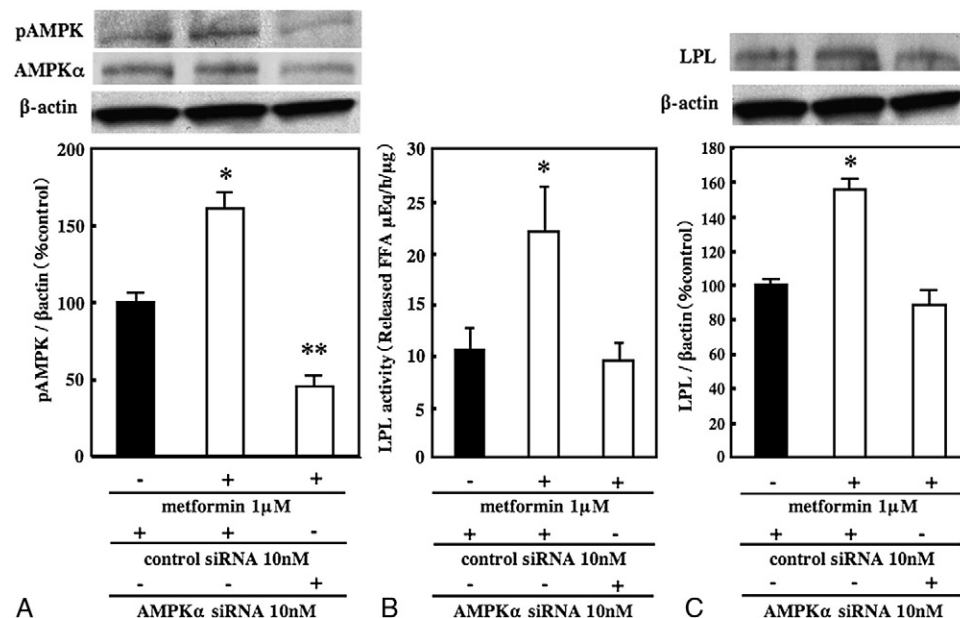 pAMPK
AMPKα
β-actin
pAMPK / βactin (%control)
200
150
100
50
0
*
**
- + +
metformin 1μM
+ + -
control siRNA 10nM
- - +
AMPKα siRNA 10nM
A
LPL activity (Released FFA μEq/h/μg)
30
25
20
15
10
5
0
*
- + +
metformin 1μM
+ + -
control siRNA 10nM
- - +
AMPKα siRNA 10nM
B
LPL
β-actin
LPL / βactin (%control)
180
160
140
120
100
80
60
40
20
0
*
- + +
metformin 1μM
+ + -
control siRNA 10nM
- - +
AMPKα siRNA 10nM
C